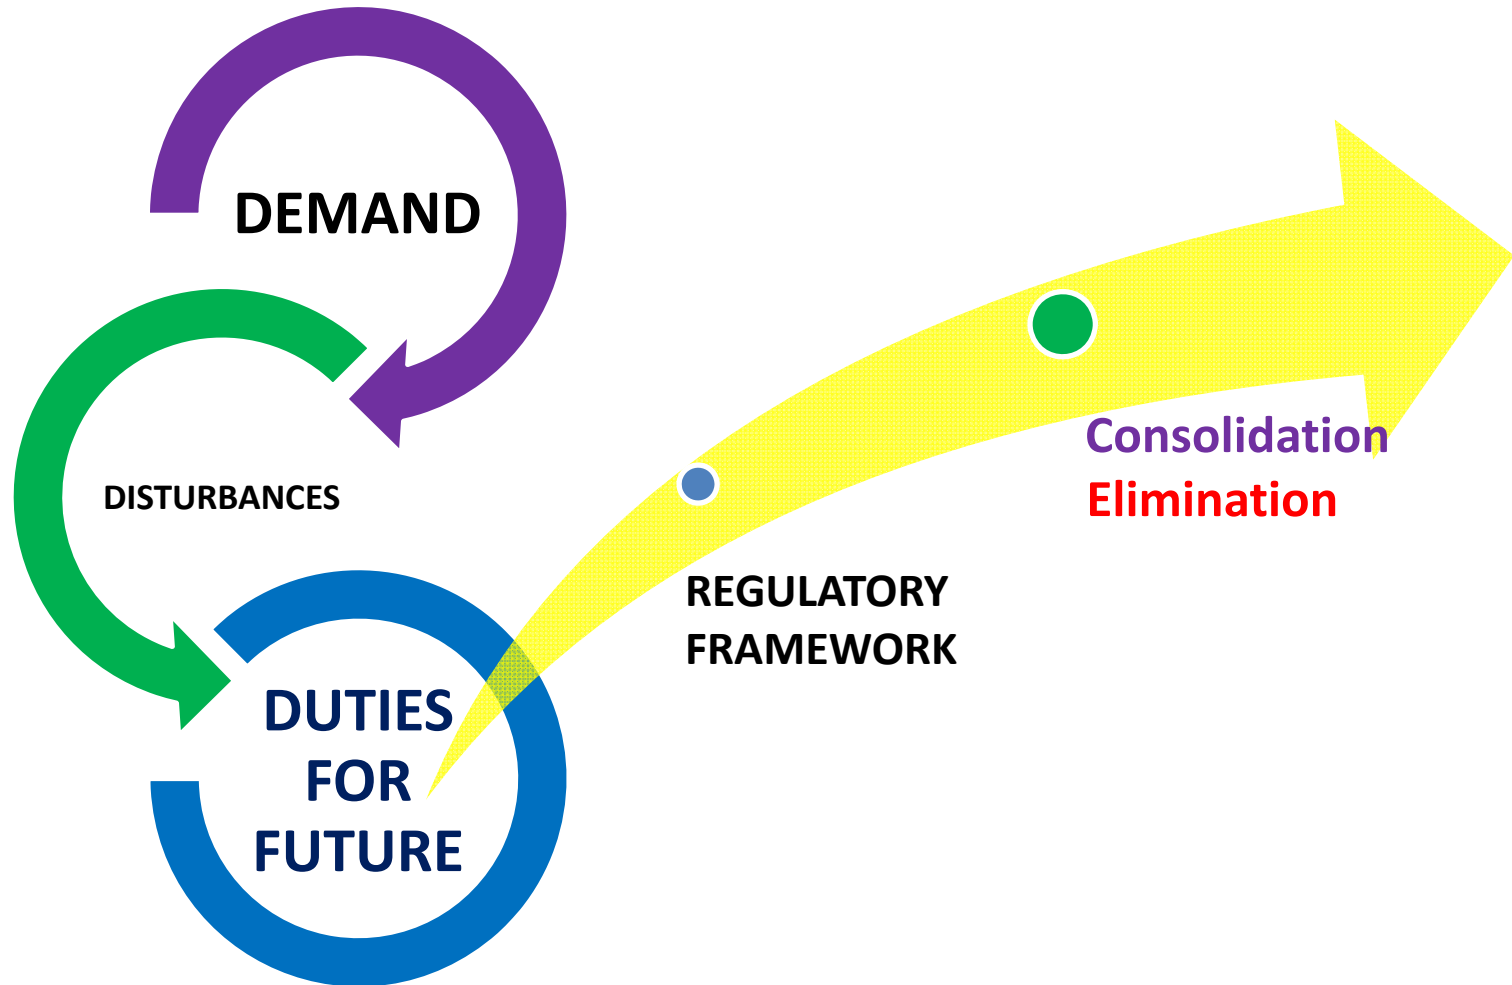 DEMAND
DISTURBANCES
DUTIES
FOR
FUTURE
REGULATORY
FRAMEWORK
Consolidation
Elimination